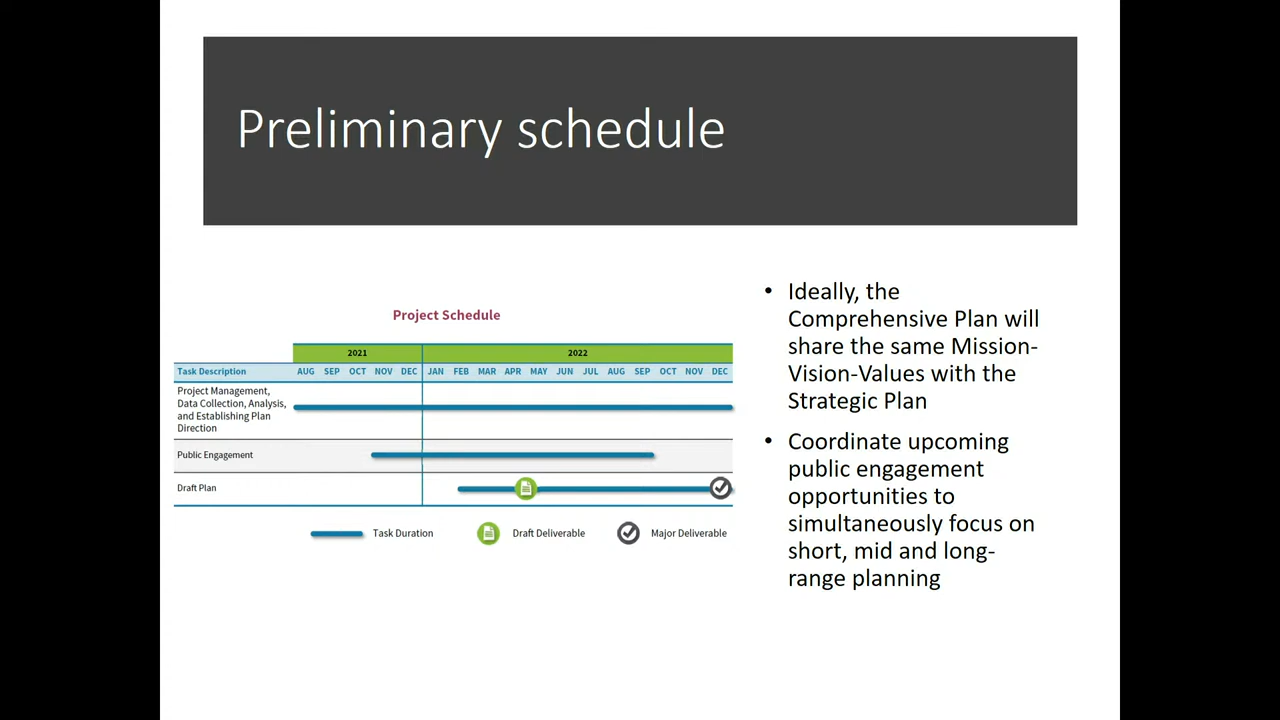 Preliminary schedule
Project Schedule
2021 2022
Task Description AUG SEP OCT NOV DEC JAN FEB MAR APR MAY JUN JUL AUG SEP OCT NOV DEC
Project Management,
Data Collection, Analysis,
and Establishing Plan
Direction
Public Engagement
Draft Plan
Task Duration Draft Deliverable Major Deliverable
• Ideally, the
Comprehensive Plan will
share the same Mission-
Vision-Values with the
Strategic Plan
• Coordinate upcoming
public engagement
opportunities to
simultaneously focus on
short, mid and long-
range planning